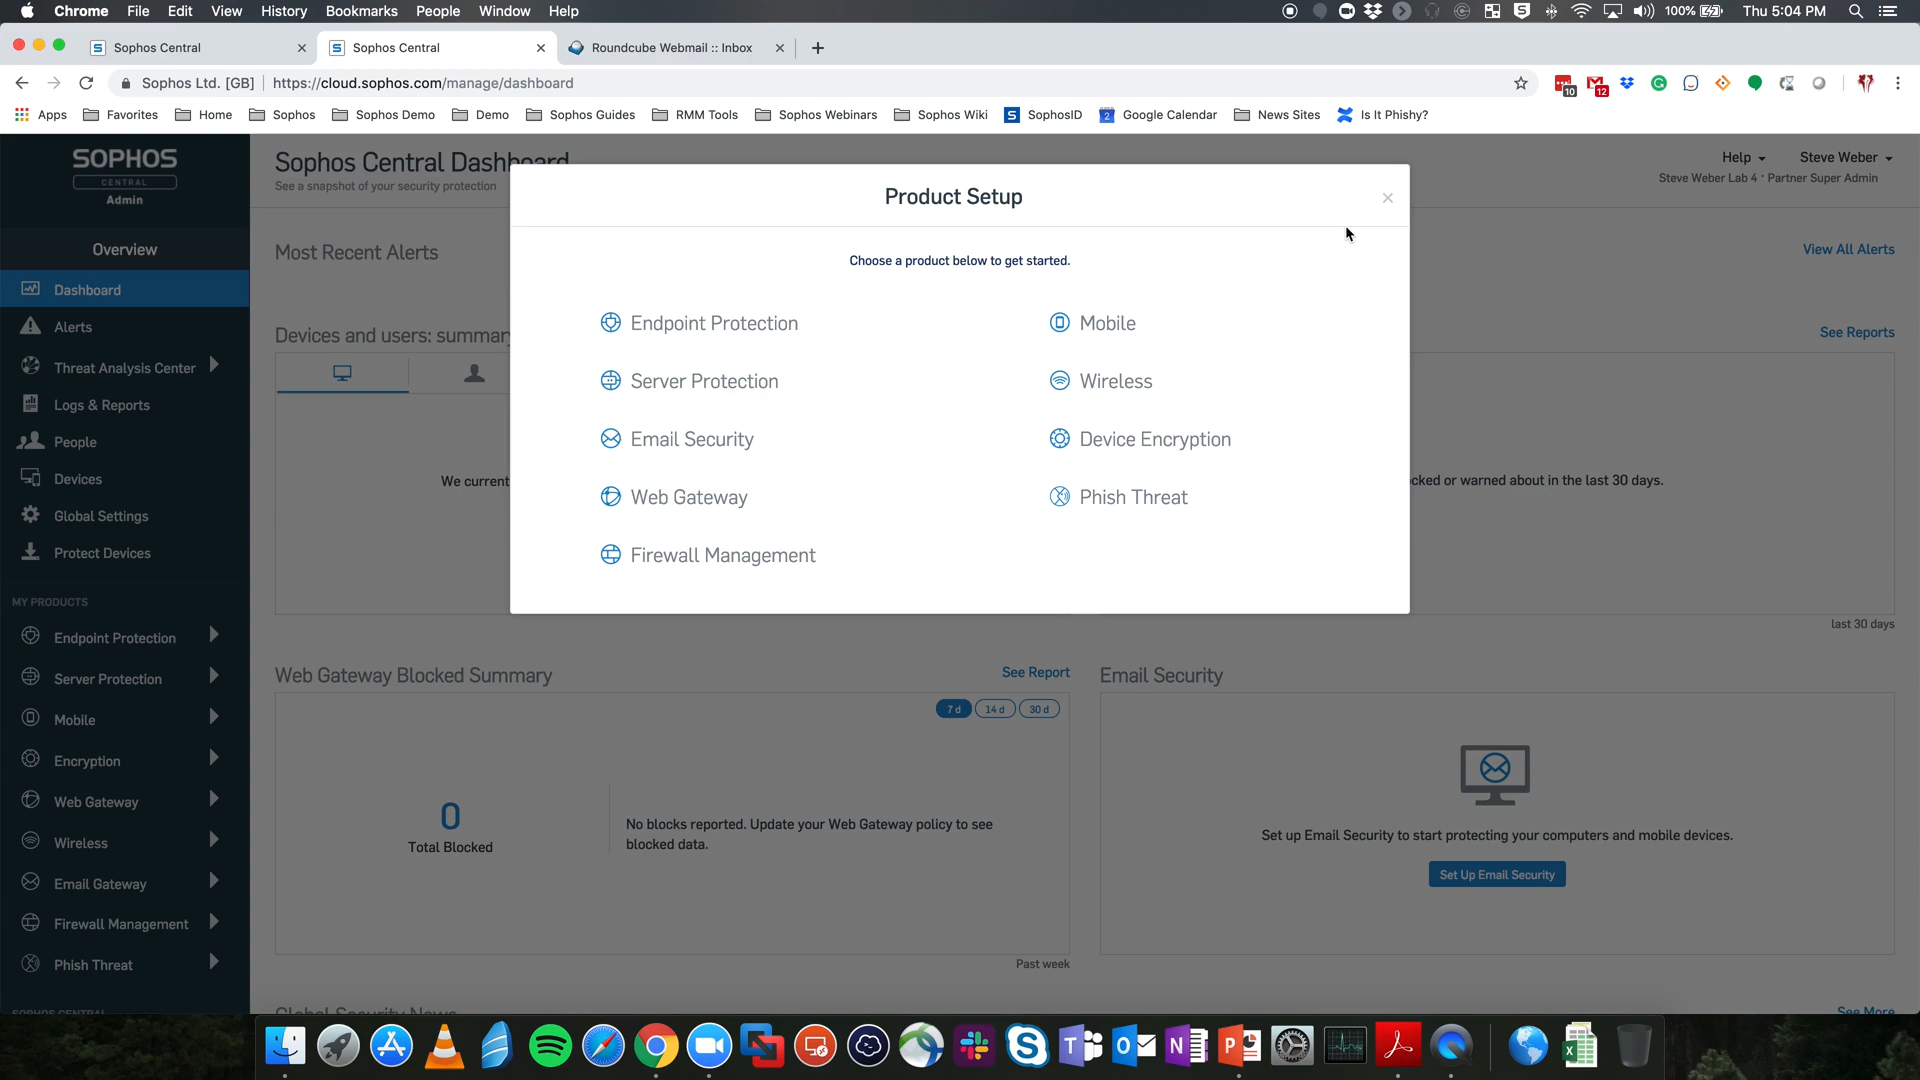 Chrome File Edit View History Bookmarks People Window Help 100% Thu 5:04 PM
Sophos Central
Sophos Central
Roundcube Webmail :: Inbox
Sophos Ltd. [GB] https://cloud.sophos.com/manage/dashboard
10
12
Apps Favorites Home Sophos Sophos Demo Demo Sophos Guides RMM Tools Sophos Webinars Sophos Wiki SophosID Google Calendar News Sites Is It Phishy?
SOPHOS
CENTRAL
Admin
Sophos Central Dashboard
See a snapshot of your security protection
Help
Steve Weber
Steve Weber Lab 4 · Partner Super Admin
Overview
Dashboard
Alerts
Threat Analysis Center
Logs & Reports
People
Devices
Global Settings
Protect Devices
MY PRODUCTS
Endpoint Protection
Server Protection
Mobile
Encryption
Web Gateway
Wireless
Email Gateway
Firewall Management
Phish Threat
SOPHOS CENTRAL
Most Recent Alerts
View All Alerts
Devices and users: summary
See Reports
We current
cked or warned about in the last 30 days.
last 30 days
Product Setup
Choose a product below to get started.
Endpoint Protection
Mobile
Server Protection
Wireless
Email Security
Device Encryption
Web Gateway
Phish Threat
Firewall Management
Web Gateway Blocked Summary
See Report
7 d 14 d 30 d
0
Total Blocked
No blocks reported. Update your Web Gateway policy to see
blocked data.
Past week
Email Security
Set up Email Security to start protecting your computers and mobile devices.
Set Up Email Security
Global Security News
See More